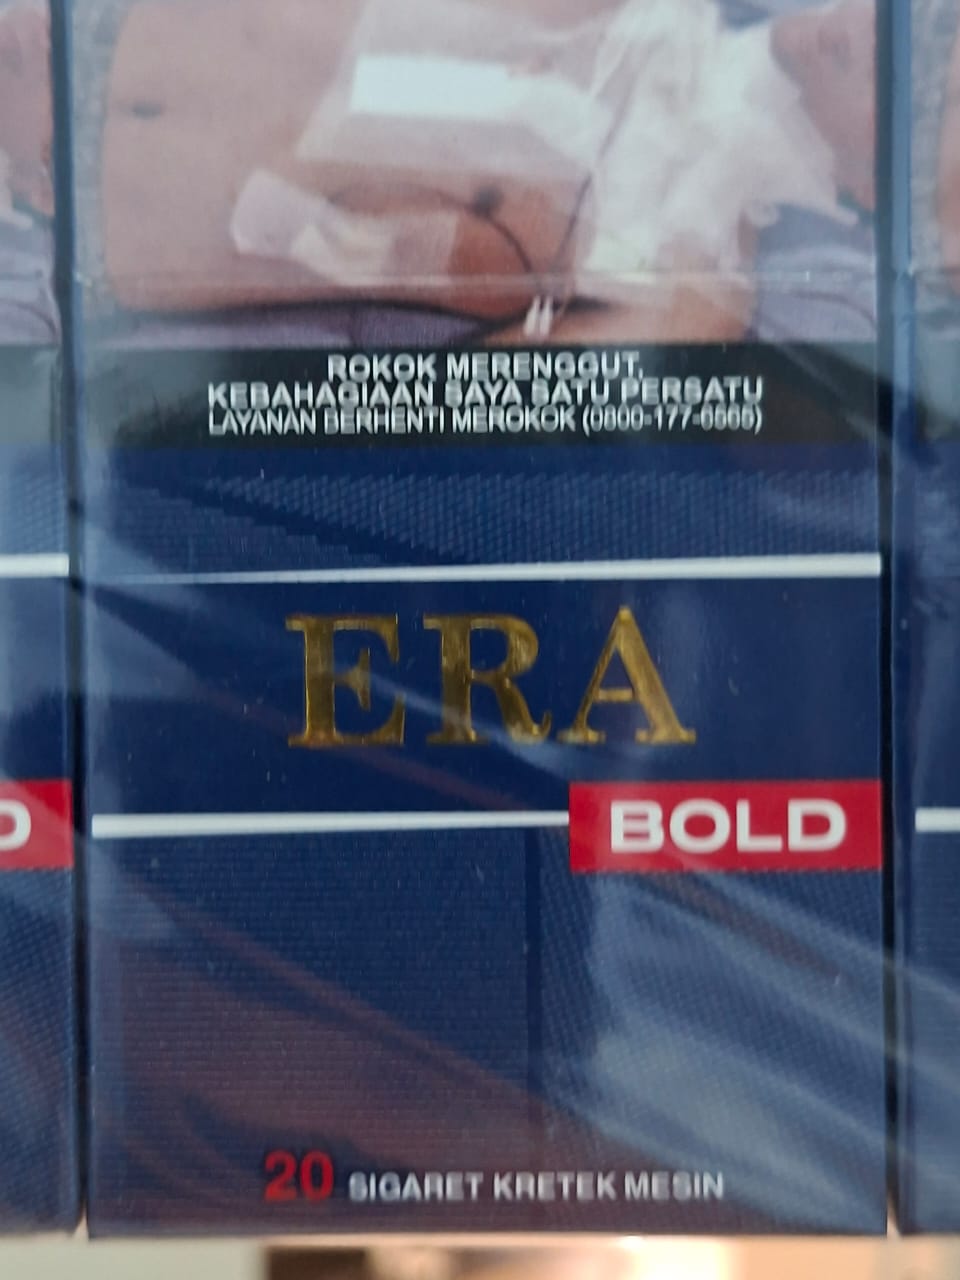 ROKOK MERENGGUT,
KEBAHAGIAAN SAYA SATU PERSATU
LAYANAN BERHENTI MEROKOK (0800-177-6565)
ERA
BOLD
20 SIGARET KRETEK MESIN
D